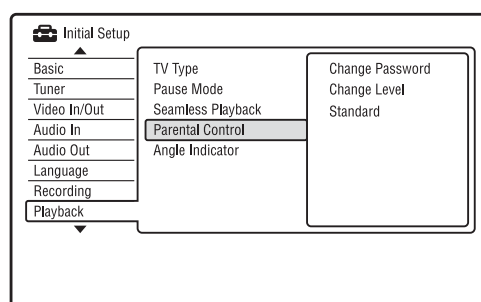 Initial Setup
Basic
Tuner
Video In/Out
Audio In
Audio Out
Language
Recording
Playback
TV Type
Pause Mode
Seamless Playback
Parental Control
Angle Indicator
Change Password
Change Level
Standard